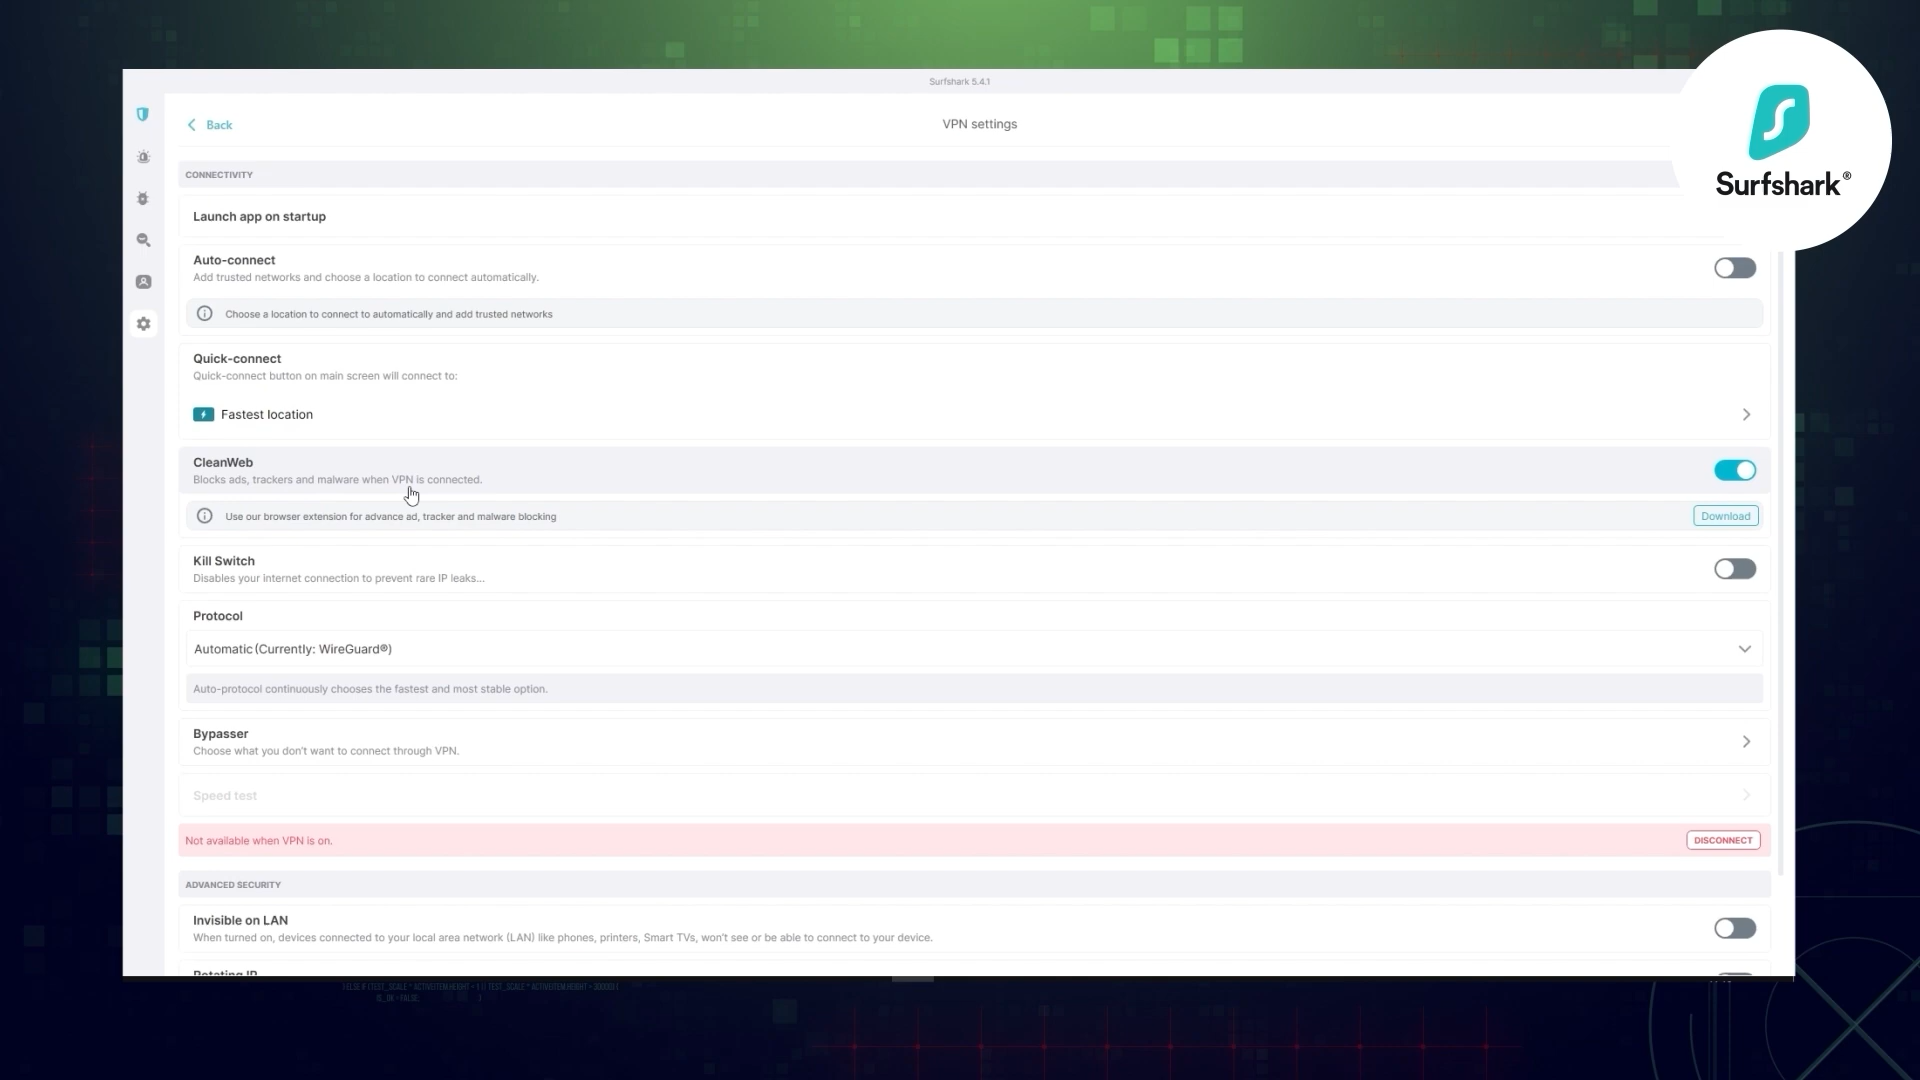 Surfshark 5.4.1
Surfshark®
Back
VPN settings
CONNECTIVITY
Launch app on startup
Auto-connect
Add trusted networks and choose a location to connect automatically.
Choose a location to connect to automatically and add trusted networks
Quick-connect
Quick-connect button on main screen will connect to:
Fastest location
CleanWeb
Blocks ads, trackers and malware when VPN is connected.
Use our browser extension for advance ad, tracker and malware blocking
Download
Kill Switch
Disables your internet connection to prevent rare IP leaks...
Protocol
Automatic (Currently: WireGuard®)
Auto-protocol continuously chooses the fastest and most stable option.
Bypasser
Choose what you don't want to connect through VPN.
Speed test
Not available when VPN is on.
DISCONNECT
ADVANCED SECURITY
Invisible on LAN
When turned on, devices connected to your local area network (LAN) like phones, printers, Smart TVs, won't see or be able to connect to your device.
Rotating IP